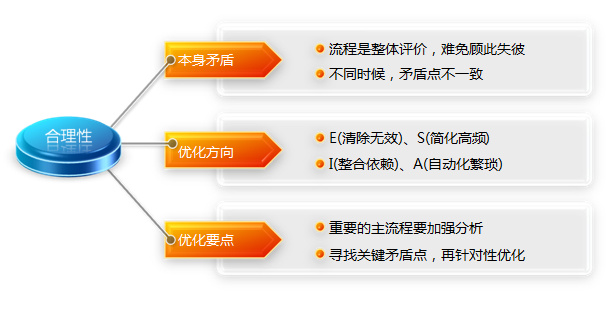 合理性
本身矛盾
流程是整体评价，难免顾此失彼
不同时候，矛盾点不一致
优化方向
E(清除无效)、S(简化高频)
I(整合依赖)、A(自动化繁琐)
优化要点
重要的主流程要加强分析
寻找关键矛盾点，再针对性优化